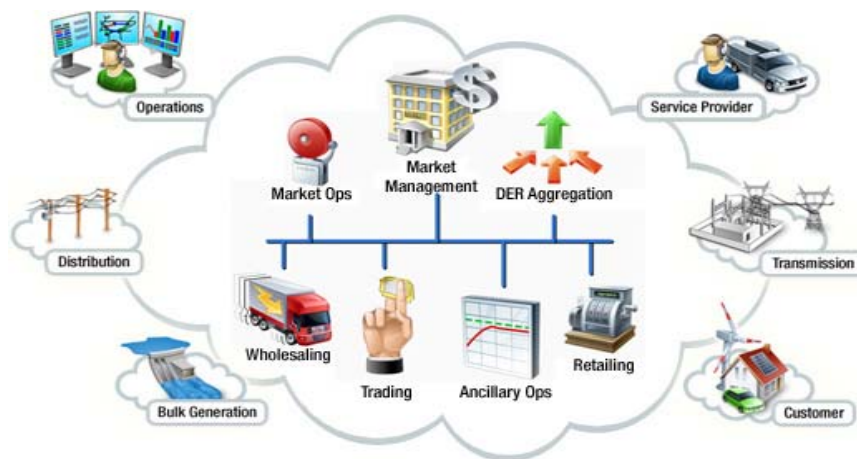 Operations
Service Provider
Market
Management
Market Ops
DER Aggregation
Distribution
Transmission
Wholesaling
Trading
Ancillary Ops
Retailing
Bulk Generation
Customer